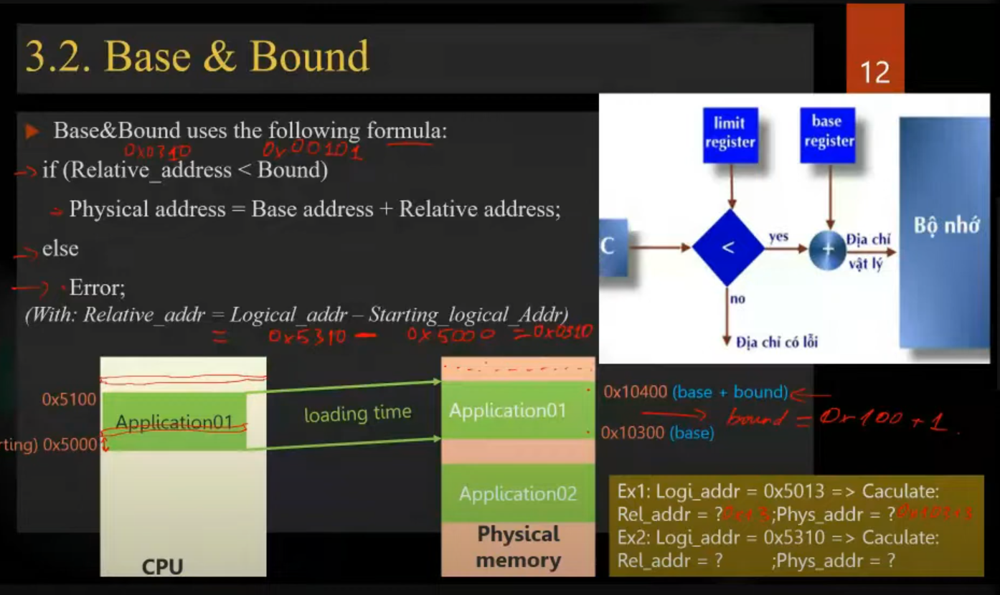 3.2. Base & Bound
12
Base&Bound uses the following formula:
0x0310 0x00101
if (Relative_address < Bound)
Physical address = Base address + Relative address;
else
Error;
(With: Relative_addr = Logical_addr – Starting_logical_Addr)
= 0x5310 - 0x5000 = 0x0310
limit
register
base
register
C
<
yes
+
Địa chỉ
vật lý
Bộ nhớ
no
Địa chỉ có lỗi
0x5100
Application01
rting) 0x5000
CPU
loading time
Application01
Application02
Physical
memory
0x10400 (base + bound)
bound = 0x100 + 1
0x10300 (base)
Ex1: Logi_addr = 0x5013 => Caculate:
Rel_addr = ? ;Phys_addr = ?
Ex2: Logi_addr = 0x5310 => Caculate:
Rel_addr = ? ;Phys_addr = ?